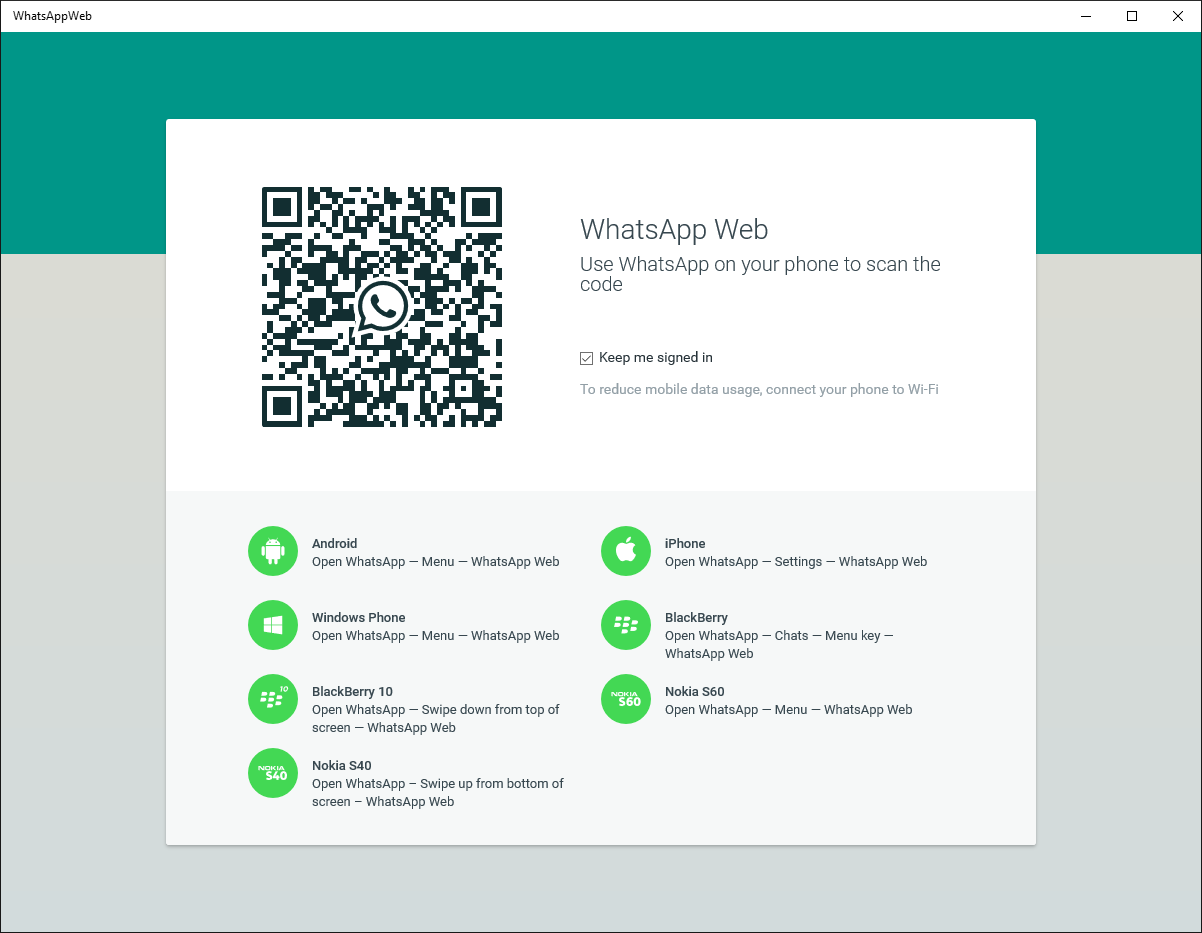 WhatsAppWeb
WhatsApp Web
Use WhatsApp on your phone to scan the
code
Keep me signed in
To reduce mobile data usage, connect your phone to Wi-Fi
Android
Open WhatsApp — Menu — WhatsApp Web
iPhone
Open WhatsApp — Settings — WhatsApp Web
Windows Phone
Open WhatsApp — Menu — WhatsApp Web
BlackBerry
Open WhatsApp — Chats — Menu key —
WhatsApp Web
10
BlackBerry 10
Open WhatsApp — Swipe down from top of
screen — WhatsApp Web
NOKIA
S60
Nokia S60
Open WhatsApp — Menu — WhatsApp Web
NOKIA
S40
Nokia S40
Open WhatsApp – Swipe up from bottom of
screen – WhatsApp Web